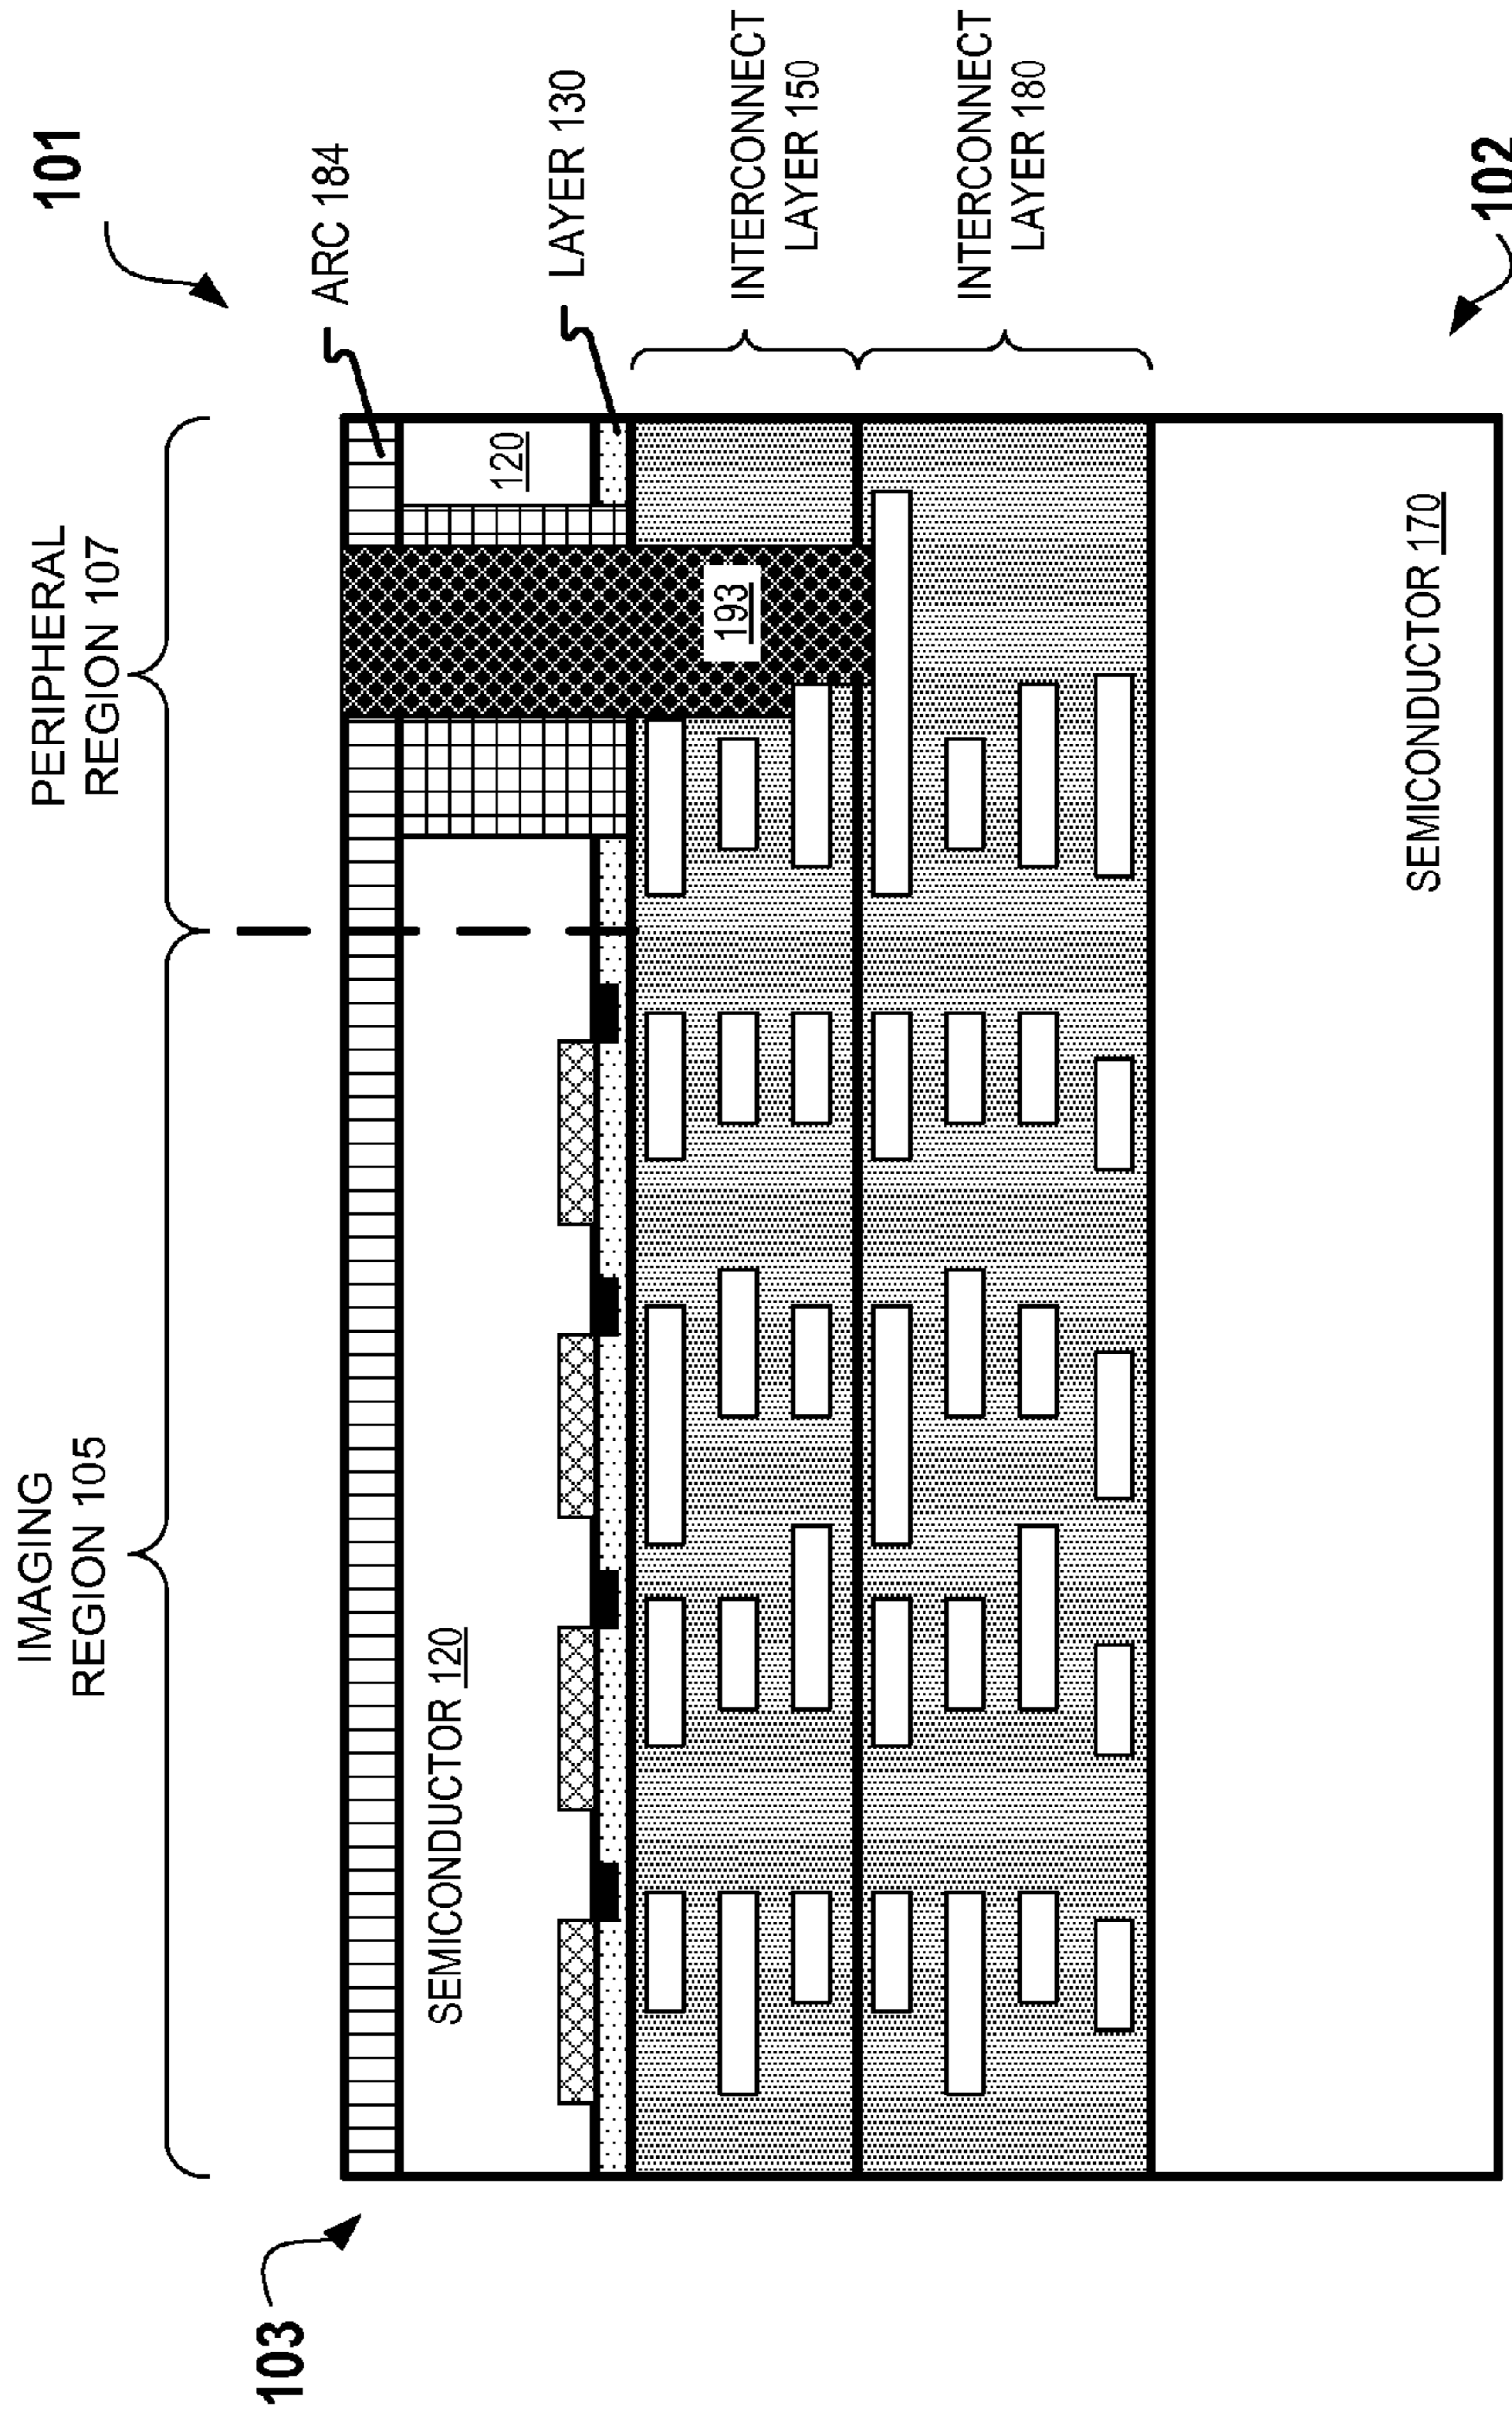 IMAGING
REGION 105
PERIPHERAL
REGION 107
101
103
ARC 184
SEMICONDUCTOR 120
120
LAYER 130
193
INTERCONNECT
LAYER 150
INTERCONNECT
LAYER 180
SEMICONDUCTOR 170
102